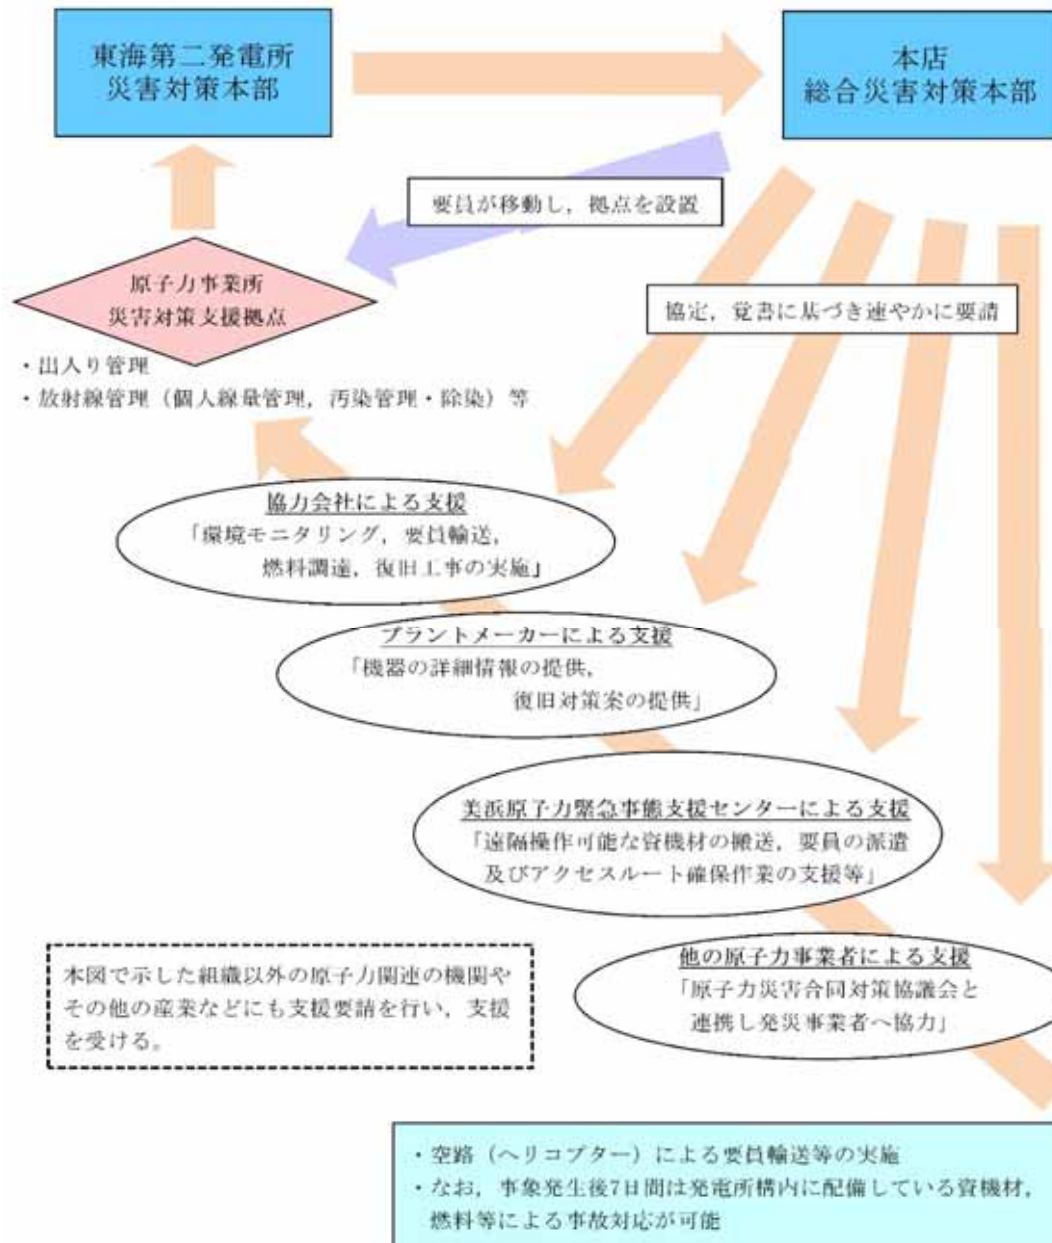 東海第二発電所
災害対策本部
本店
総合災害対策本部
要員が移動し，拠点を設置
原子力事業所
災害対策支援拠点
協定，覚書に基づき速やかに要請
・出入り管理
・放射線管理（個人線量管理，汚染管理・除染）等
協力会社による支援
「環境モニタリング，要員輸送，
燃料調達，復旧工事の実施」
プラントメーカーによる支援
「機器の詳細情報の提供，
復旧対策案の提供」
美浜原子力緊急事態支援センターによる支援
「遠隔操作可能な資機材の搬送，要員の派遣
及びアクセスルート確保作業の支援等」
他の原子力事業者による支援
「原子力災害合同対策協議会と
連携し発災事業者へ協力」
本図で示した組織以外の原子力関連の機関や
その他の産業などにも支援要請を行い，支援
を受ける。
・空路（ヘリコプター）による要員輸送等の実施
・なお，事象発生後7日間は発電所構内に配備している資機材，
燃料等による事故対応が可能